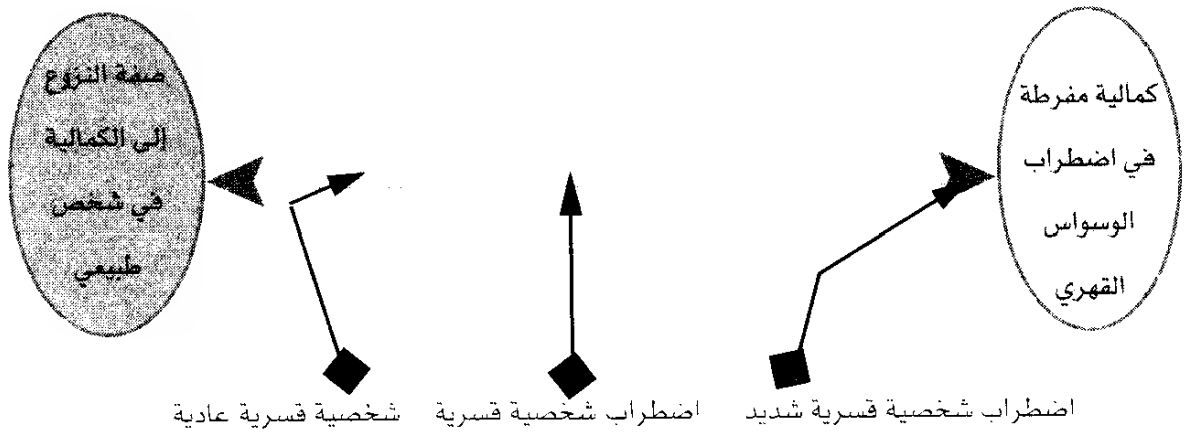 كمالية مفرطة
في اضطراب
الوسواس
القهري
صفة النزوع
إلى الكمالية
في شخص
طبيعي
اضطراب شخصية قسرية شديد
اضطراب شخصية قسرية
شخصية قسرية عادية